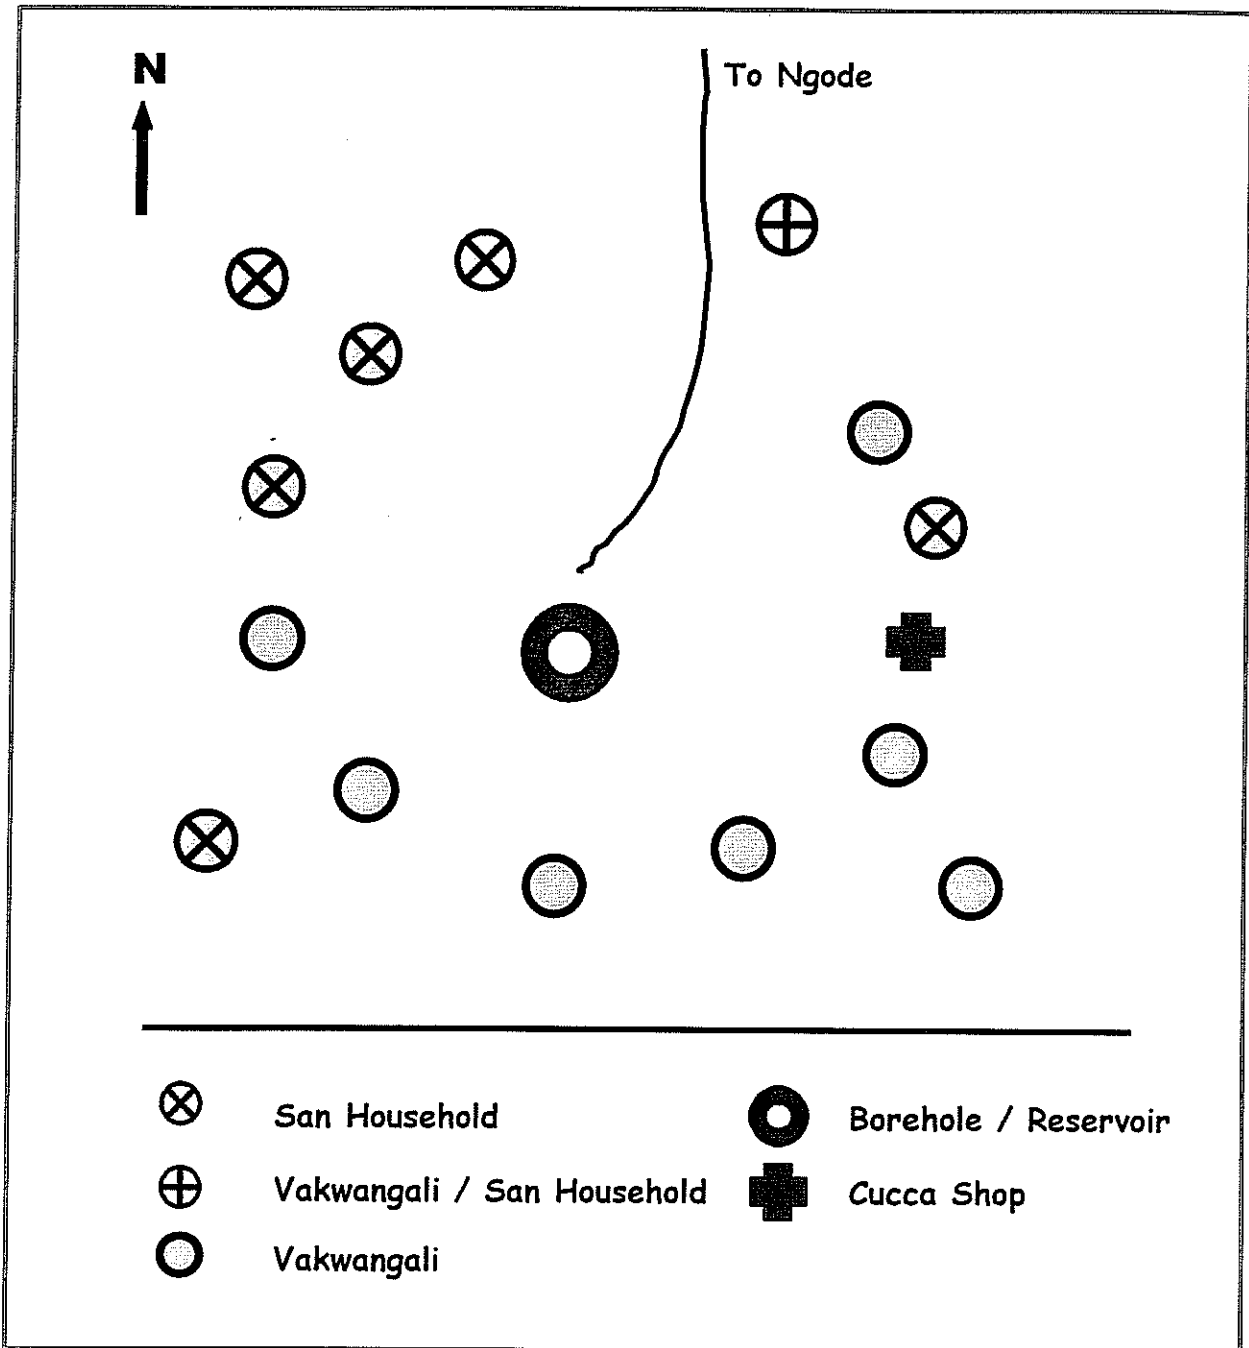 N
To Ngode
San Household
Vakwangali / San Household
Vakwangali
Borehole / Reservoir
Cucca Shop